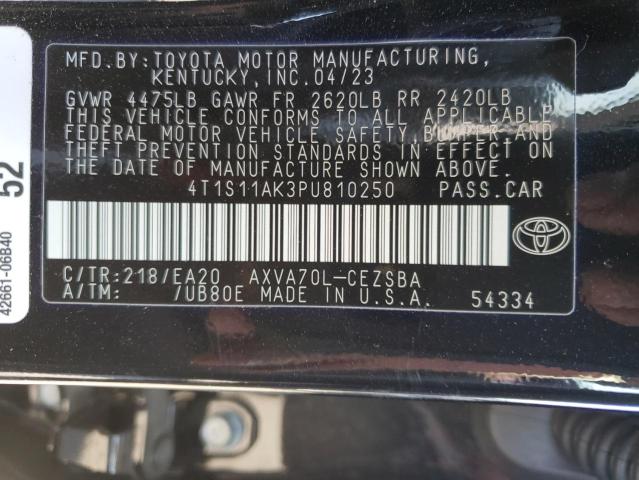 MFD. BY: TOYOTA MOTOR MANUFACTURING,
KENTUCKY, INC. 04/23
GVWR 4475LB GAWR FR 2620LB RR 2420LB
THIS VEHICLE CONFORMS TO ALL APPLICABLE
FEDERAL MOTOR VEHICLE SAFETY, BUMPER AND
THEFT PREVENTION STANDARDS IN EFFECT ON
THE DATE OF MANUFACTURE SHOWN ABOVE.
4T1S11AK3PU810250 PASS.CAR
C/TR:218/EA20 AXVA70L-CEZSBA
A/TM: /UB80E MADE IN U.S.A. 54334
42661-06B40
52